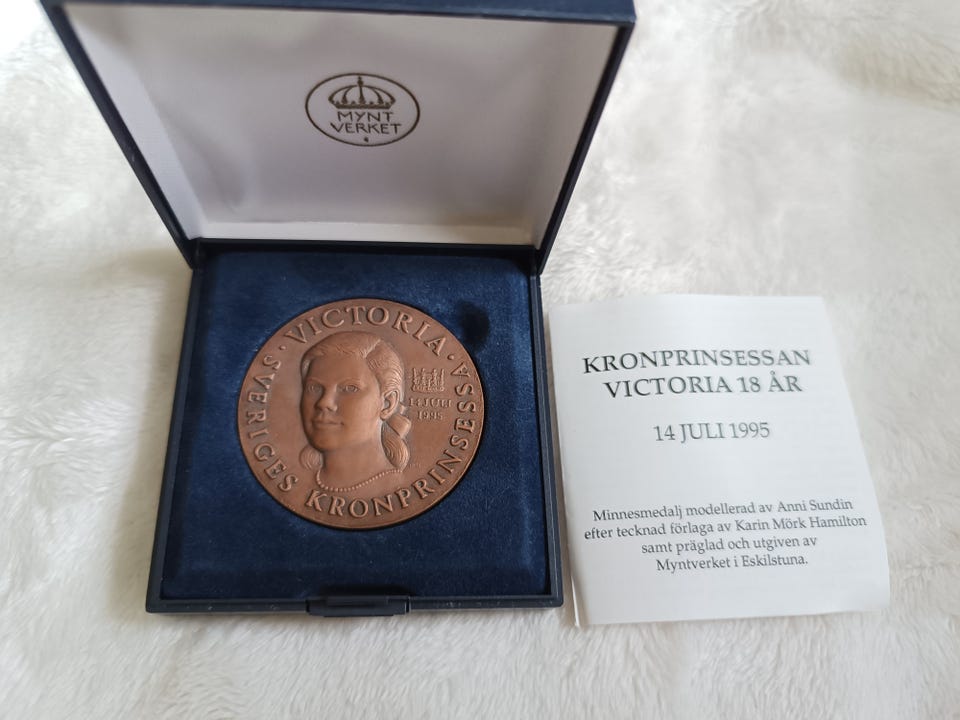 MYNT
VERKET
· VICTORIA ·
SVERIGES KRONPRINSESSA
14 JULI
1995
KRONPRINSESSAN
VICTORIA 18 ÅR
14 JULI 1995
Minnesmedalj modellerad av Anni Sundin
efter tecknad förlaga av Karin Mörk Hamilton
samt präglad och utgiven av
Myntverket i Eskilstuna.